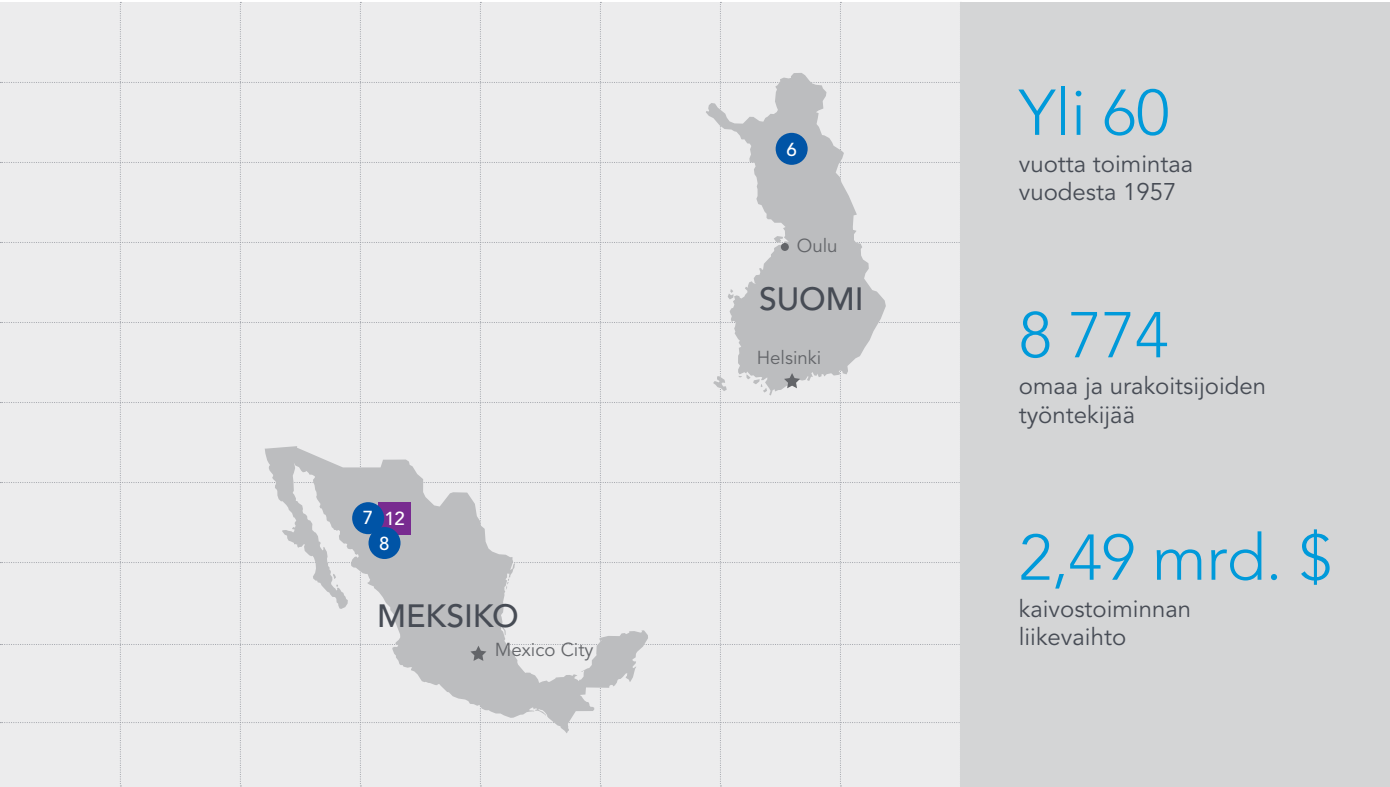 6
Oulu
SUOMI
Helsinki
7
12
8
MEKSIKO
Mexico City
Yli 60
vuotta toimintaa
vuodesta 1957
8 774
omaa ja urakoitsijoiden
työntekijää
2,49 mrd. $
kaivostoiminnan
liikevaihto